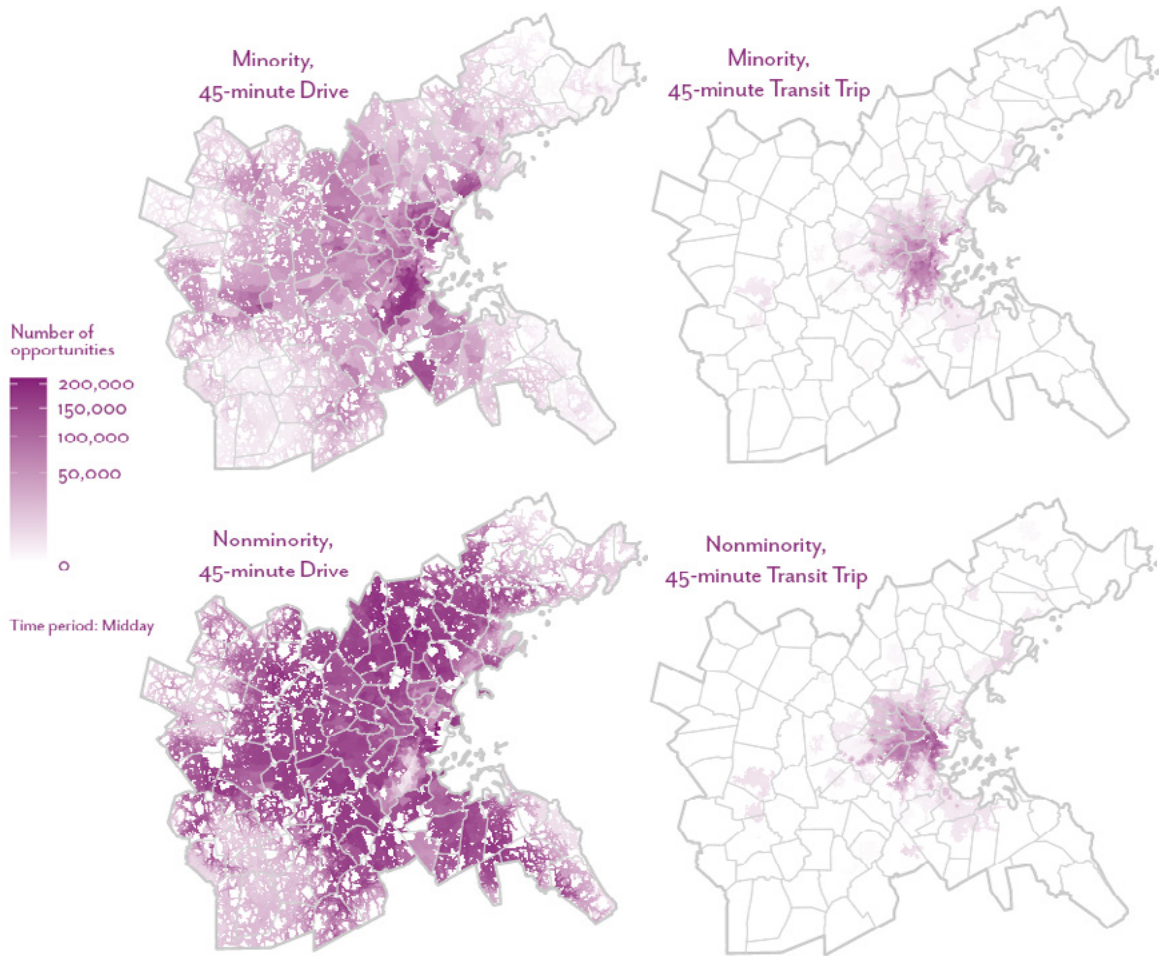 Minority,
45-minute Drive
Minority,
45-minute Transit Trip
Number of
opportunities
200,000
150,000
100,000
50,000
0
Nonminority,
45-minute Drive
Nonminority,
45-minute Transit Trip
Time period: Midday